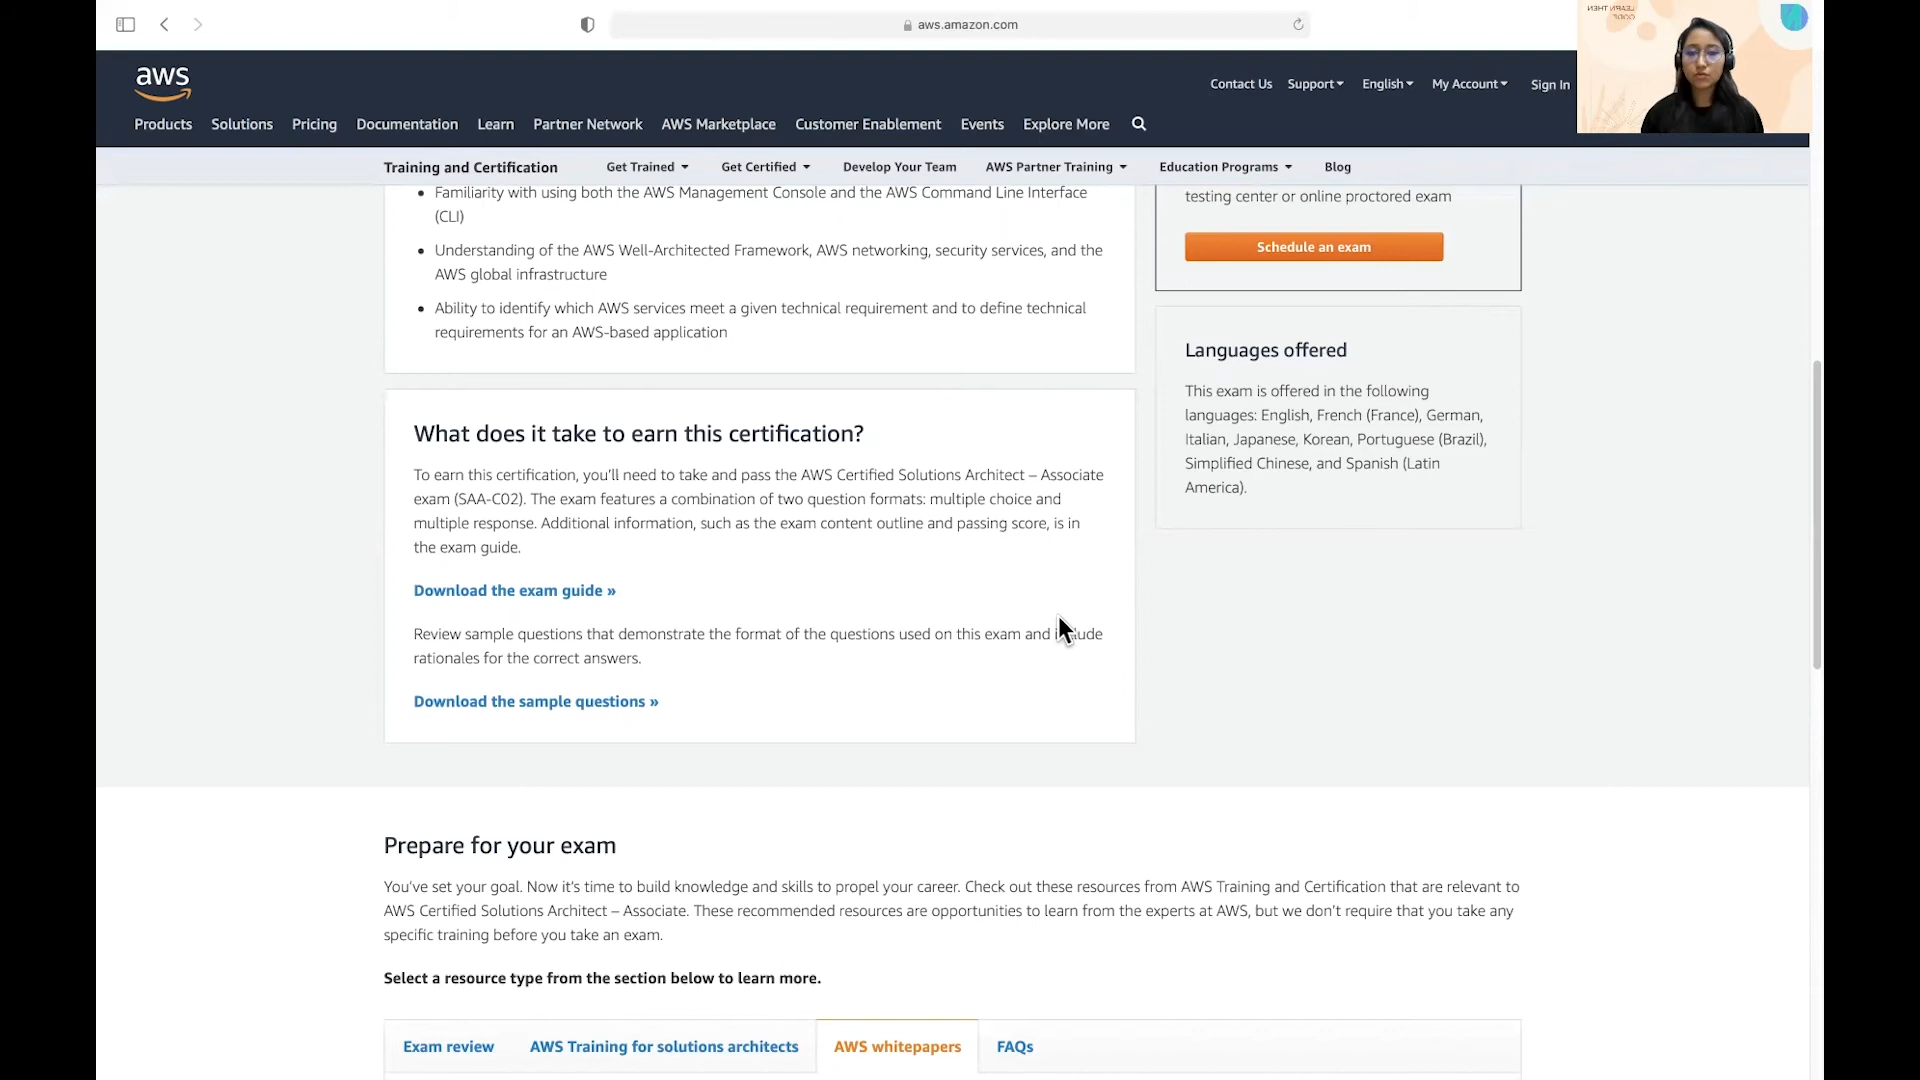 aws.amazon.com
LEARN THEN
CODE
aws
Contact Us Support English My Account Sign In
Products Solutions Pricing Documentation Learn Partner Network AWS Marketplace Customer Enablement Events Explore More
Training and Certification Get Trained Get Certified Develop Your Team AWS Partner Training Education Programs Blog
• Familiarity with using both the AWS Management Console and the AWS Command Line Interface
(CLI)
• Understanding of the AWS Well-Architected Framework, AWS networking, security services, and the
AWS global infrastructure
• Ability to identify which AWS services meet a given technical requirement and to define technical
requirements for an AWS-based application
testing center or online proctored exam
Schedule an exam
Languages offered
This exam is offered in the following
languages: English, French (France), German,
Italian, Japanese, Korean, Portuguese (Brazil),
Simplified Chinese, and Spanish (Latin
America).
What does it take to earn this certification?
To earn this certification, you’ll need to take and pass the AWS Certified Solutions Architect – Associate
exam (SAA-C02). The exam features a combination of two question formats: multiple choice and
multiple response. Additional information, such as the exam content outline and passing score, is in
the exam guide.
Download the exam guide »
Review sample questions that demonstrate the format of the questions used on this exam and include
rationales for the correct answers.
Download the sample questions »
Prepare for your exam
You’ve set your goal. Now it’s time to build knowledge and skills to propel your career. Check out these resources from AWS Training and Certification that are relevant to
AWS Certified Solutions Architect – Associate. These recommended resources are opportunities to learn from the experts at AWS, but we don’t require that you take any
specific training before you take an exam.
Select a resource type from the section below to learn more.
Exam review AWS Training for solutions architects AWS whitepapers FAQs